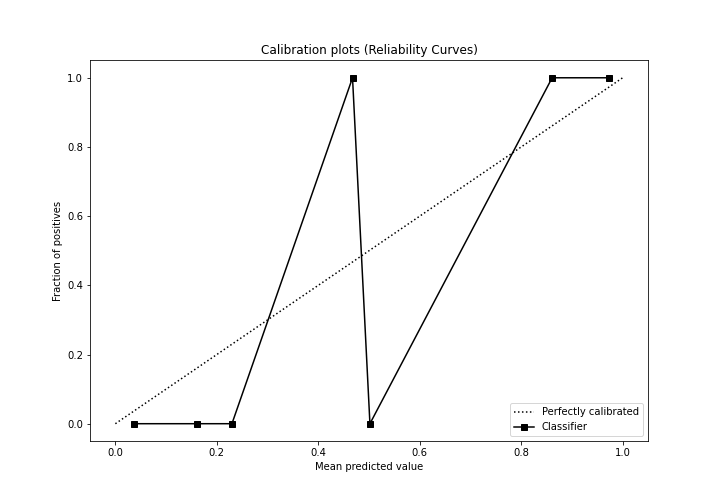 Calibration plots (Reliability Curves)
1.0
0.8
0.6
0.4
0.2
0.0
Fraction of positives
0.0 0.2 0.4 0.6 0.8 1.0
Mean predicted value
Perfectly calibrated
Classifier